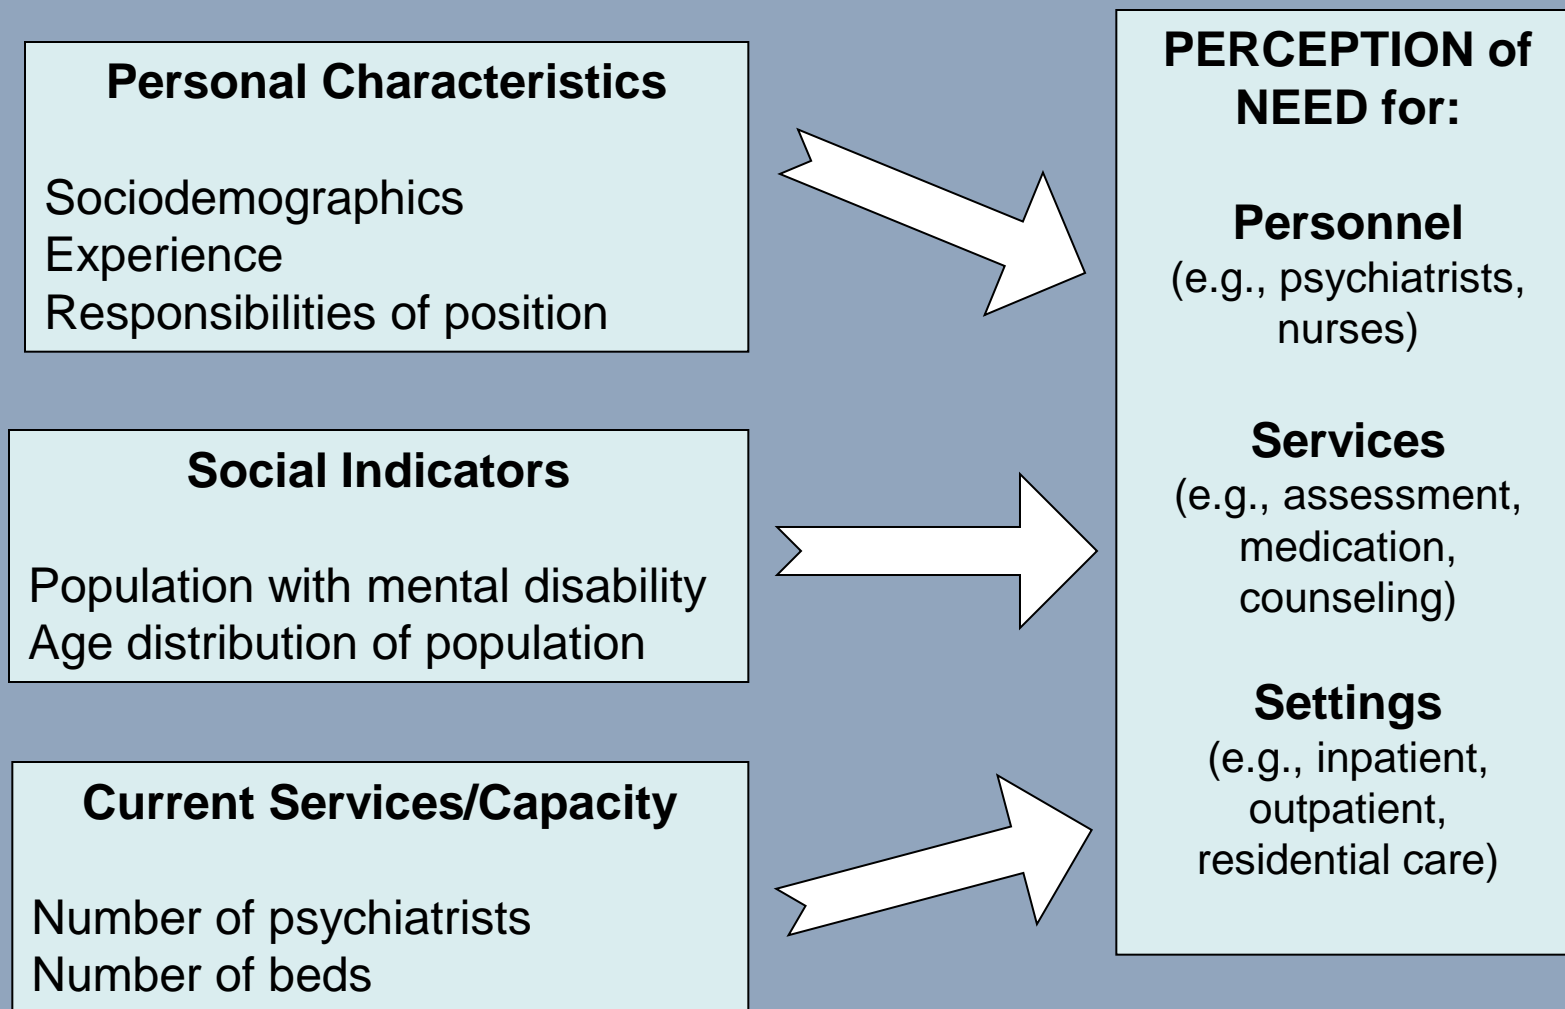 Personal Characteristics
Sociodemographics
Experience
Responsibilities of position
Social Indicators
Population with mental disability
Age distribution of population
Current Services/Capacity
Number of psychiatrists
Number of beds
PERCEPTION of
NEED for:
Personnel
(e.g., psychiatrists,
nurses)
Services
(e.g., assessment,
medication,
counseling)
Settings
(e.g., inpatient,
outpatient,
residential care)